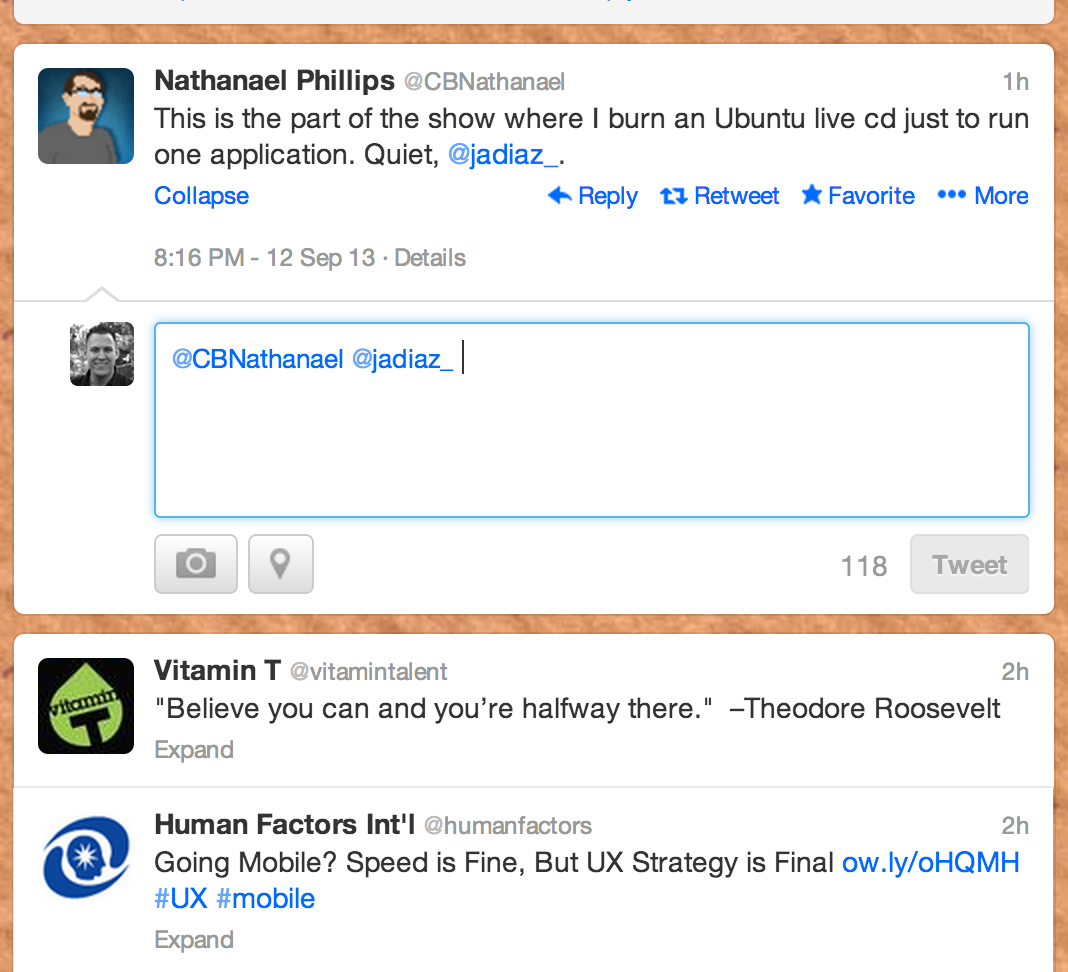 Nathanael Phillips @CBNathanael 1h
This is the part of the show where I burn an Ubuntu live cd just to run
one application. Quiet, @jadiaz_.
Collapse Reply Retweet Favorite More
8:16 PM - 12 Sep 13 · Details
@CBNathanael @jadiaz_
118 Tweet
Vitamin T @vitamintalent 2h
vitamin
T
"Believe you can and you’re halfway there."  –Theodore Roosevelt
Expand
Human Factors Int'l @humanfactors 2h
Going Mobile? Speed is Fine, But UX Strategy is Final ow.ly/oHQMH
#UX #mobile
Expand